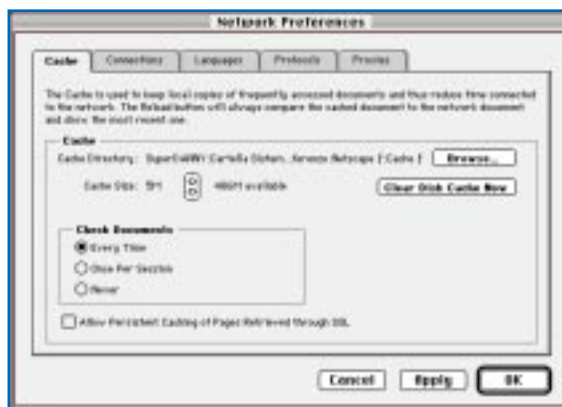 Network Preferences
Cache
Connections
Languages
Protocols
Proxies
The Cache is used to keep local copies of frequently accessed documents and thus reduce time connected
to the network. The Reload button will always compare the cached document to the network document
and show the most recent one.
Cache
Cache Directory: Netscape f: Cache f:
Browse...
Cache Size: 5M
available
Clear Disk Cache Now
Check Documents
Every Time
Once Per Session
Never
Allow Persistent Caching of Pages Retrieved through SSL
Cancel
Apply
OK